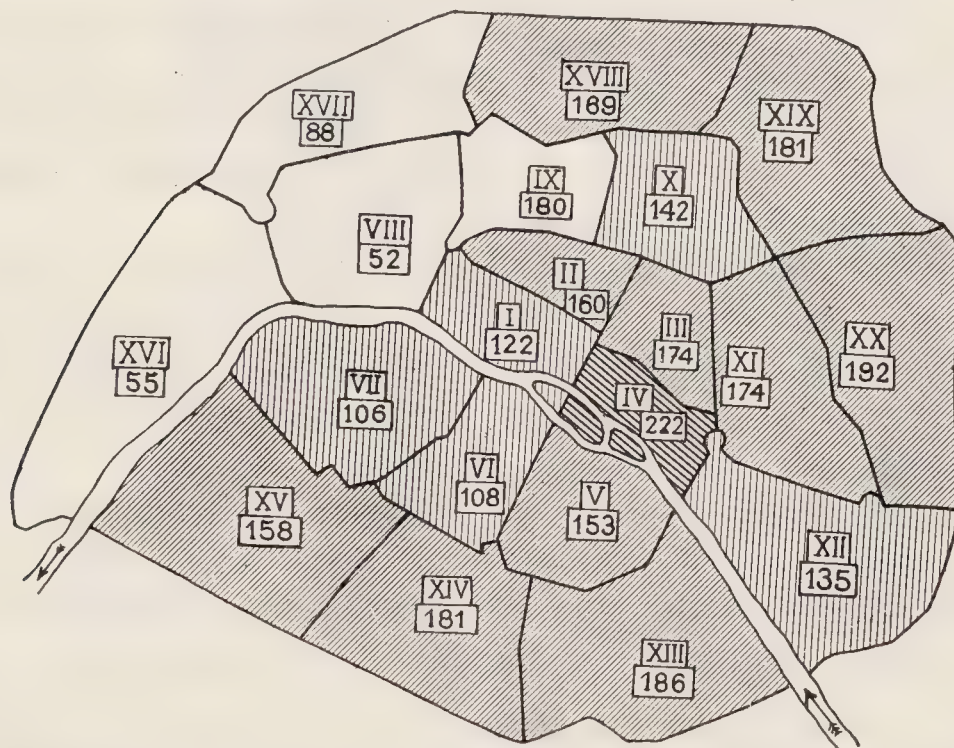 XVIII
169
XVII
88
XIX
181
IX
180
X
142
VIII
52
II
160
I
122
III
174
XVI
55
VII
106
XI
174
XX
192
IV
222
VI
108
V
153
XV
158
XII
135
XIV
181
XIII
186